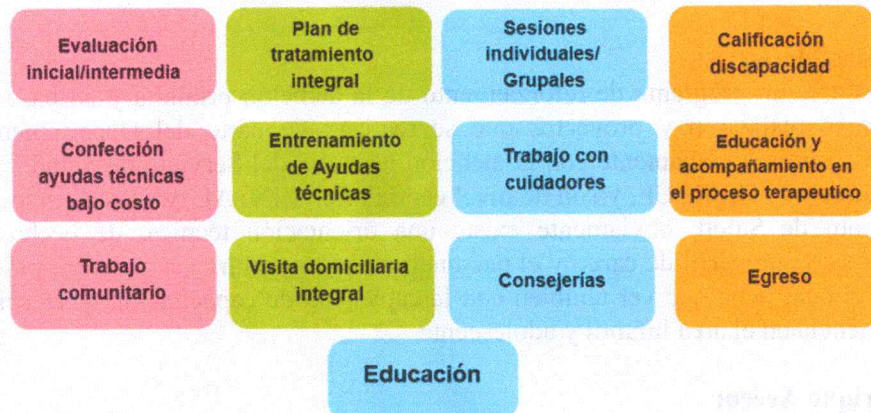 Evaluación
inicial/intermedia
Plan de
tratamiento
integral
Sesiones
individuales/
Grupales
Calificación
discapacidad
Confección
ayudas técnicas
bajo costo
Entrenamiento
de Ayudas
técnicas
Trabajo con
cuidadores
Educación y
acompañamiento en
el proceso terapeutico
Trabajo
comunitario
Visita domiciliaria
integral
Consejerías
Egreso
Educación